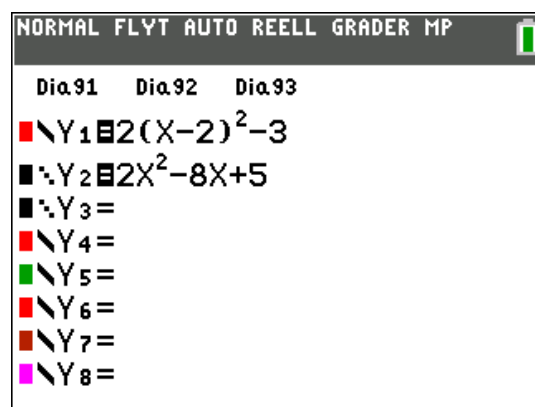 NORMAL FLYT AUTO REELL GRADER MP
Dia91 Dia92 Dia93
\Y1=2(X-2)²-3
Y2=2X²-8X+5
Y3=
\Y4=
\Y5=
\Y6=
\Y7=
\Y8=